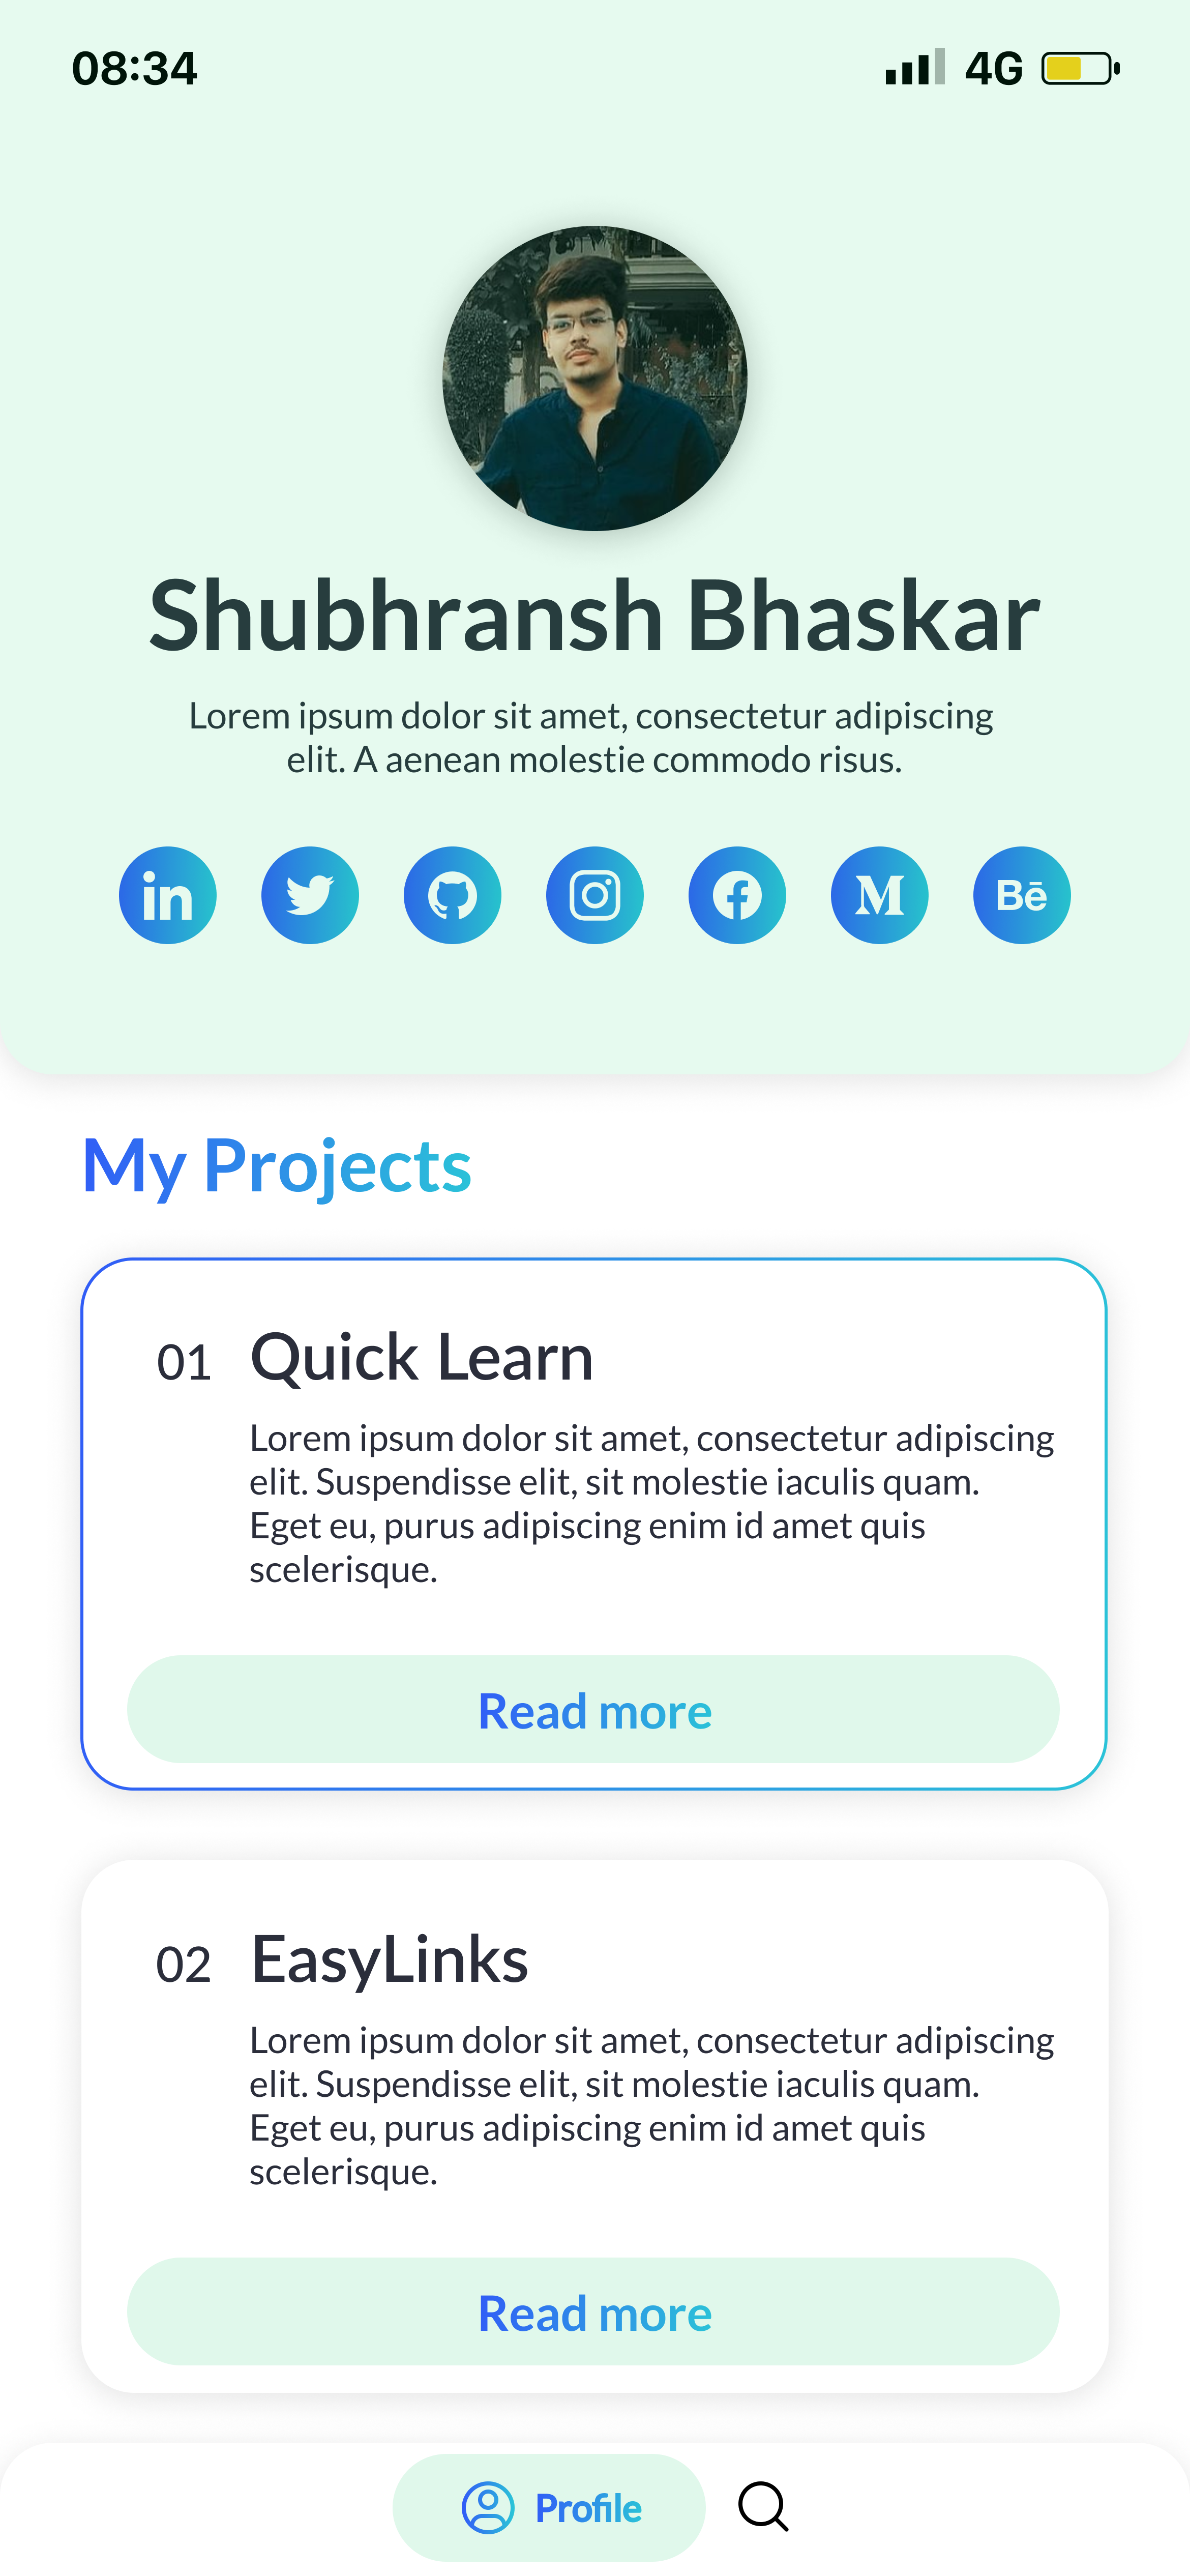 08:34 4G
Shubhransh Bhaskar
Lorem ipsum dolor sit amet, consectetur adipiscing
elit. A aenean molestie commodo risus.
in M Bē
My Projects
01 Quick Learn
Lorem ipsum dolor sit amet, consectetur adipiscing
elit. Suspendisse elit, sit molestie iaculis quam.
Eget eu, purus adipiscing enim id amet quis
scelerisque.
Read more
02 EasyLinks
Lorem ipsum dolor sit amet, consectetur adipiscing
elit. Suspendisse elit, sit molestie iaculis quam.
Eget eu, purus adipiscing enim id amet quis
scelerisque.
Read more
Profile